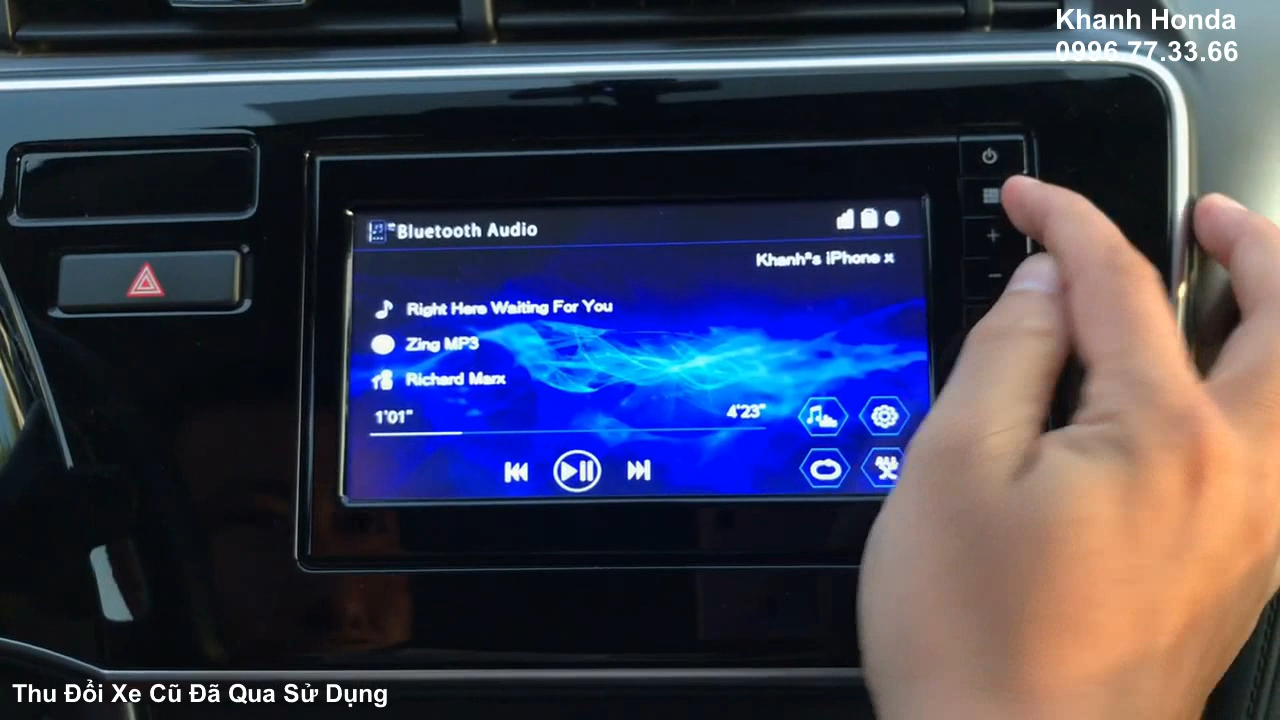 Khanh Honda
0996.77.33.66
Bluetooth Audio
Khanh's iPhone x
Right Here Waiting For You
Zing MP3
Richard Marx
1'01"
4'23"
Thu Đổi Xe Cũ Đã Qua Sử Dụng